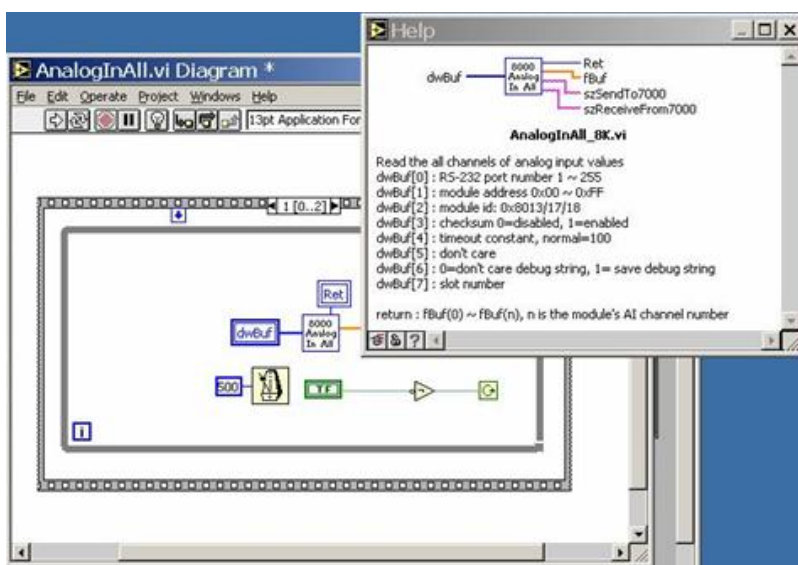 AnalogInAll.vi Diagram *
File Edit Operate Project Windows Help
13pt Application For
1 [0..2]
Ret
dwBuf
8000
Analog
In All
500
TF
i
Help
dwBuf
8000
Analog
In All
Ret
fBuf
szSendTo7000
szReceiveFrom7000
AnalogInAll_8K.vi
Read the all channels of analog input values
dwBuf[0] : RS-232 port number 1 ~ 255
dwBuf[1] : module address 0x00 ~ 0xFF
dwBuf[2] : module id: 0x8013/17/18
dwBuf[3] : checksum 0=disabled, 1=enabled
dwBuf[4] : timeout constant, normal=100
dwBuf[5] : don't care
dwBuf[6] : 0=don't care debug string, 1= save debug string
dwBuf[7] : slot number
return : fBuf(0) ~ fBuf(n), n is the module's AI channel number
?